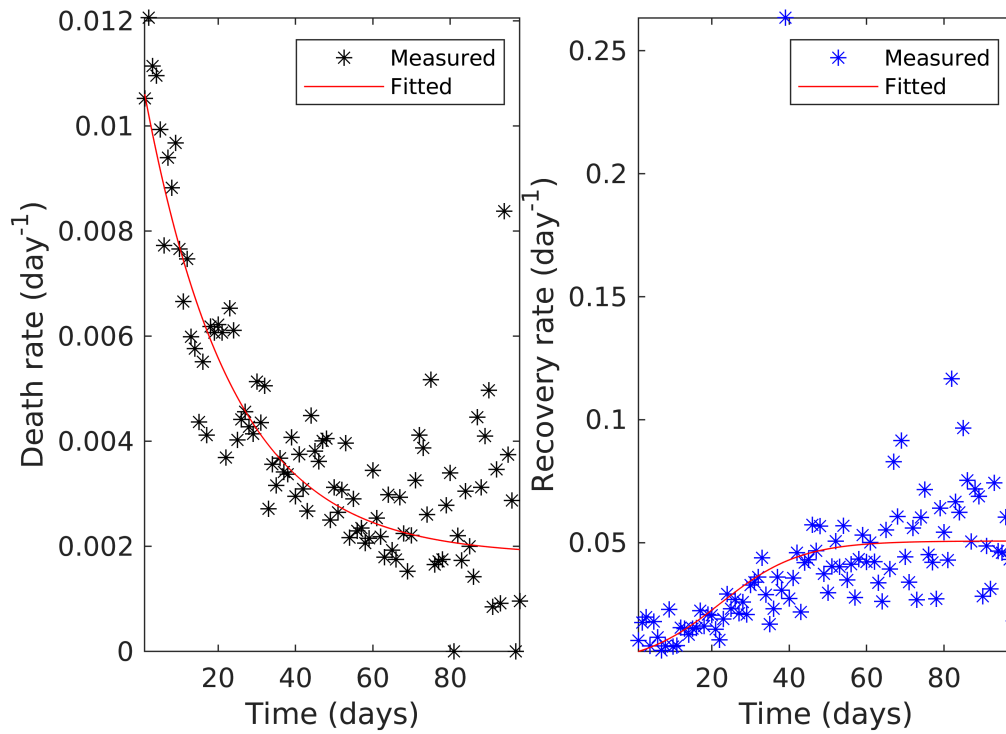 Death rate (day-1)
0.012
0.01
0.008
0.006
0.004
0.002
0
20
40
60
80
Time (days)
Measured
Fitted
Recovery rate (day-1)
0.25
0.2
0.15
0.1
0.05
20
40
60
80
Time (days)
Measured
Fitted